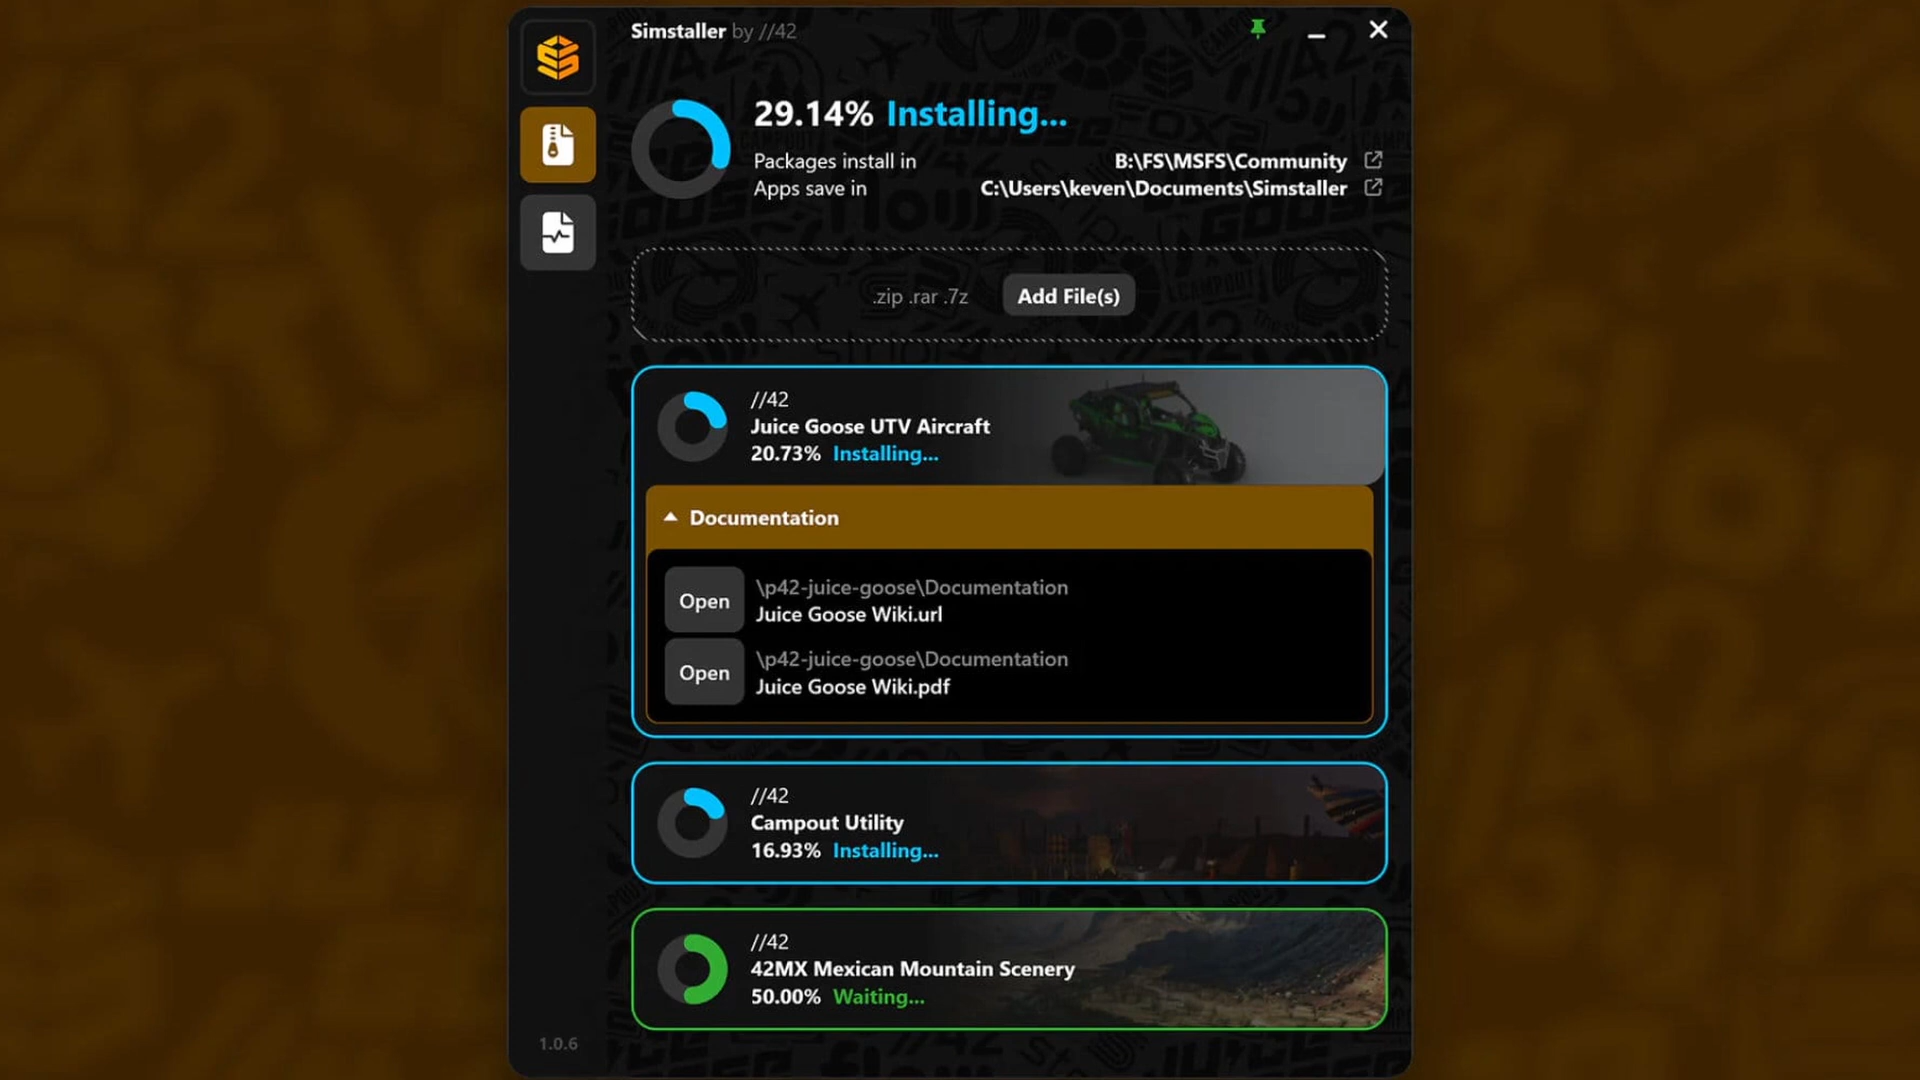 Simstaller by //42
29.14% Installing...
Packages install in B:\FS\MSFS\Community
Apps save in C:\Users\keven\Documents\Simstaller
.zip .rar .7z Add File(s)
//42
Juice Goose UTV Aircraft
20.73% Installing...
Documentation
Open \p42-juice-goose\Documentation
Juice Goose Wiki.url
Open \p42-juice-goose\Documentation
Juice Goose Wiki.pdf
//42
Campout Utility
16.93% Installing...
//42
42MX Mexican Mountain Scenery
50.00% Waiting...
1.0.6